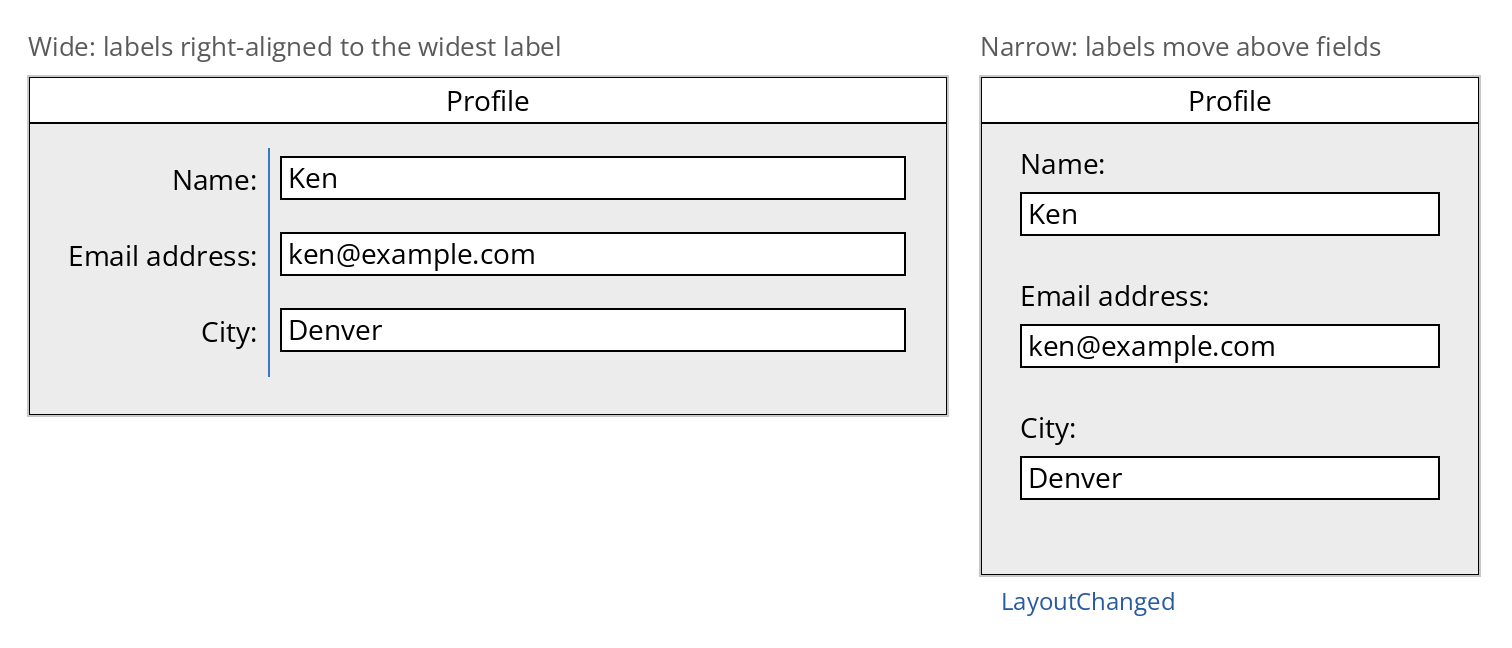 Wide: labels right-aligned to the widest label
Profile
Name: Ken
Email address: ken@example.com
City: Denver
Narrow: labels move above fields
Profile
Name:
Ken
Email address:
ken@example.com
City:
Denver
LayoutChanged